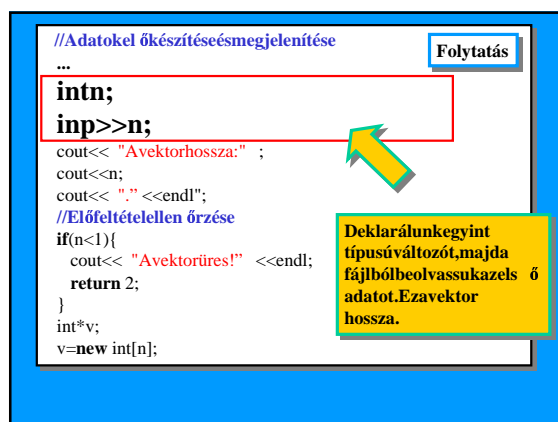 //Adatokel őkészítéseésmegjelenítése
Folytatás
...
intn;
inp>>n;
cout<< "Avektorhossza:" ;
cout<<n;
cout<< ".” <<endl";
//Előfeltételellen őrzése
if(n<1){
cout<< "Avektorüres!” <<endl;
return 2;
}
int*v;
v=new int[n];
Deklarálunkegyint
típusúváltozót,majda
fájlbólbeolvassukazels ő
adatot.Ezavektor
hossza.